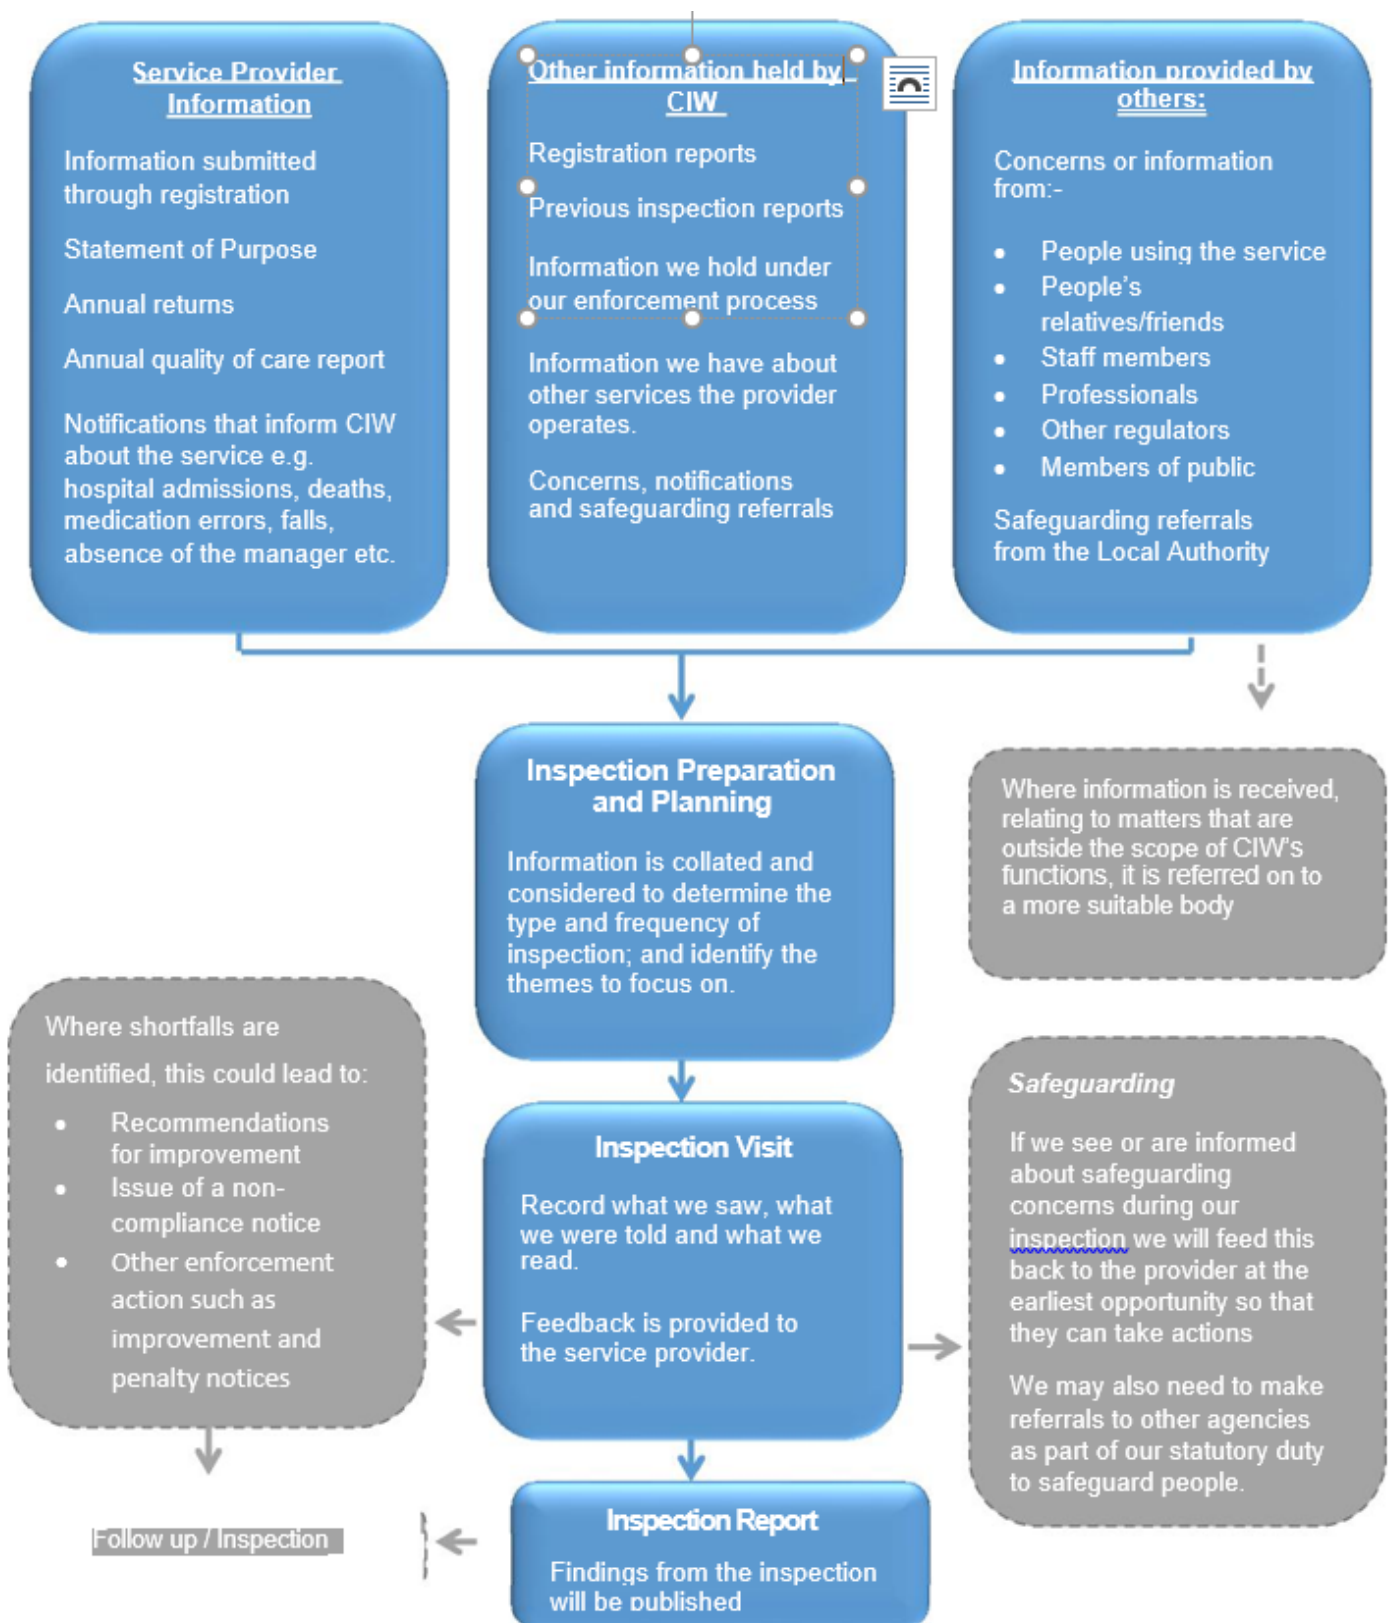 Service Provider
Information
Information submitted
through registration
Statement of Purpose
Annual returns
Annual quality of care report
Notifications that inform CIW
about the service e.g.
hospital admissions, deaths,
medication errors, falls,
absence of the manager etc.
Other information held by
CIW
Registration reports
Previous inspection reports
Information we hold under
our enforcement process
Information we have about
other services the provider
operates.
Concerns, notifications
and safeguarding referrals
Information provided by
others:
Concerns or information
from:-
• People using the service
• People's
relatives/friends
• Staff members
• Professionals
• Other regulators
• Members of public
Safeguarding referrals
from the Local Authority
Inspection Preparation
and Planning
Information is collated and
considered to determine the
type and frequency of
inspection; and identify the
themes to focus on.
Where information is received,
relating to matters that are
outside the scope of CIW's
functions, it is referred on to
a more suitable body
Where shortfalls are
identified, this could lead to:
• Recommendations
for improvement
• Issue of a non-
compliance notice
• Other enforcement
action such as
improvement and
penalty notices
Inspection Visit
Record what we saw, what
we were told and what we
read.
Feedback is provided to
the service provider.
Safeguarding
If we see or are informed
about safeguarding
concerns during our
inspection we will feed this
back to the provider at the
earliest opportunity so that
they can take actions
We may also need to make
referrals to other agencies
as part of our statutory duty
to safeguard people.
Follow up / Inspection
Inspection Report
Findings from the inspection
will be published